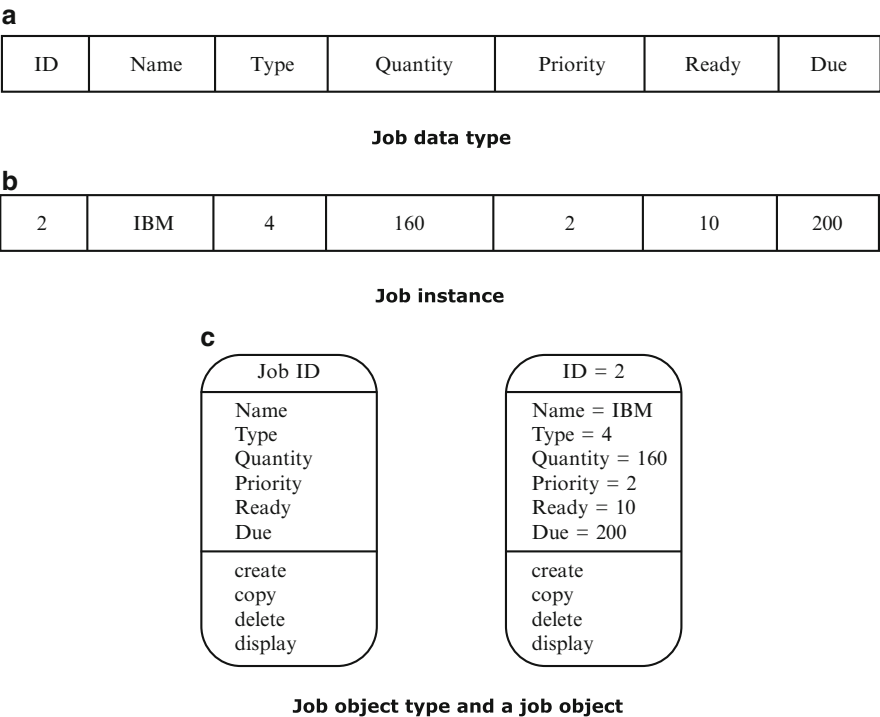 a
ID Name Type Quantity Priority Ready Due
Job data type
b
2 IBM 4 160 2 10 200
Job instance
c
Job ID
Name
Type
Quantity
Priority
Ready
Due
create
copy
delete
display
ID = 2
Name = IBM
Type = 4
Quantity = 160
Priority = 2
Ready = 10
Due = 200
create
copy
delete
display
Job object type and a job object